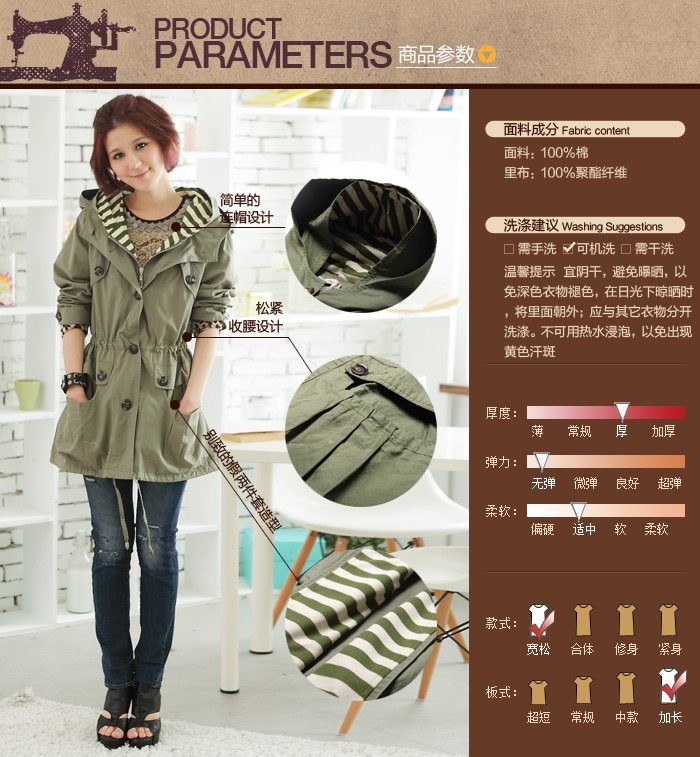 PRODUCT
PARAMETERS 商品参数
简单的
连帽设计
松紧
收腰设计
别致的假两件套造型
面料成分 Fabric content
面料：100%棉
里布：100%聚酯纤维
洗涤建议 Washing Suggestions
需手洗 可机洗 需干洗
温馨提示 宜阴干，避免曝晒，以
免深色衣物褪色，在日光下晾晒时
，将里面朝外；应与其它衣物分开
洗涤。不可用热水浸泡，以免出现
黄色汗斑
厚度：
薄 常规 厚 加厚
弹力：
无弹 微弹 良好 超弹
柔软：
偏硬 适中 软 柔软
款式：
宽松 合体 修身 紧身
板式：
超短 常规 中款 加长